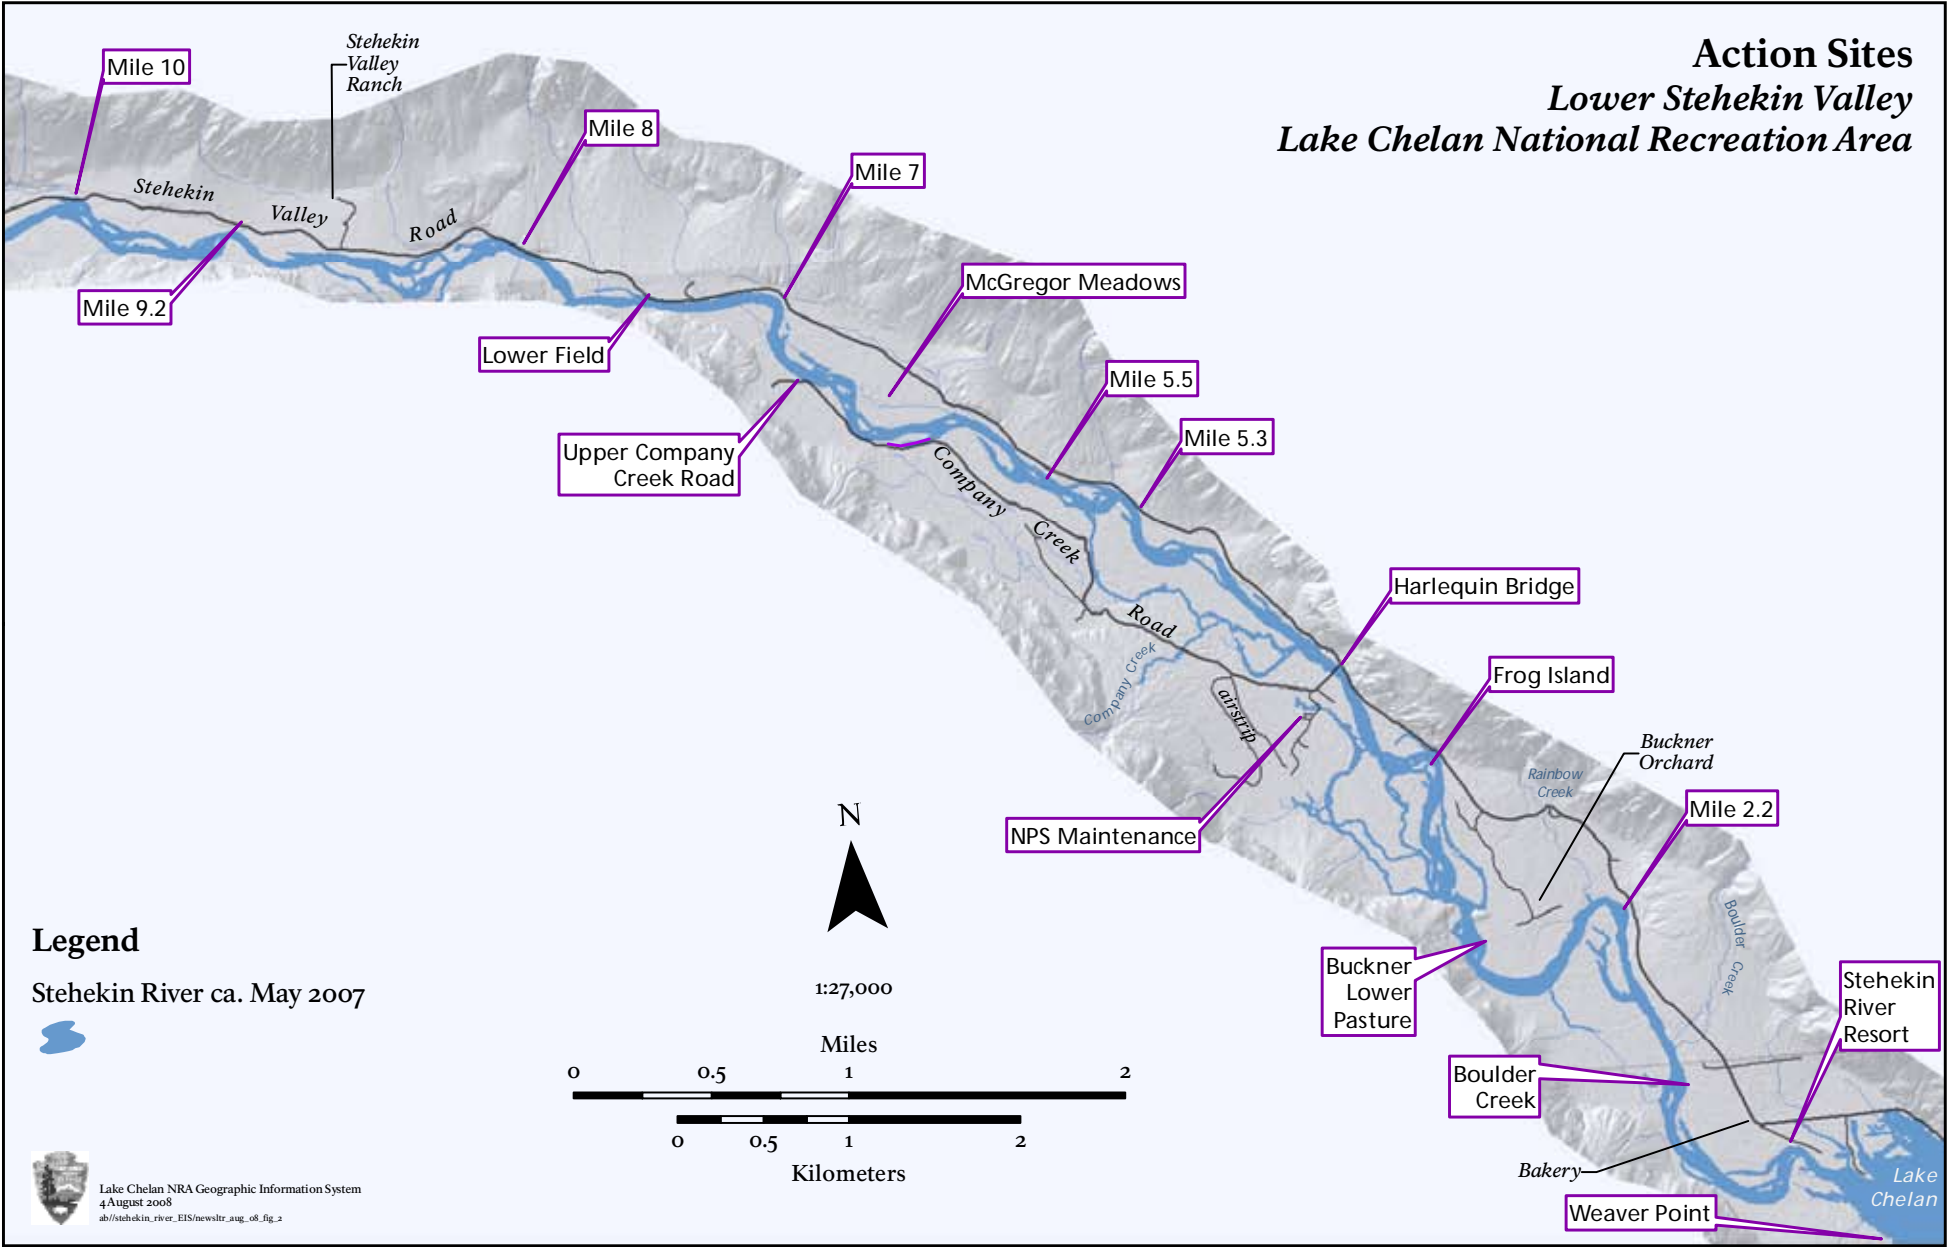 Action Sites
Lower Stehekin Valley
Lake Chelan National Recreation Area
Stehekin
Valley
Ranch
Mile 10
Mile 8
Mile 7
Stehekin
Valley
Road
Mile 9.2
McGregor Meadows
Lower Field
Mile 5.5
Mile 5.3
Upper Company
Creek Road
Company
Creek
Road
Harlequin Bridge
Company Creek
Frog Island
airstrip
Buckner
Orchard
Rainbow
Creek
NPS Maintenance
Mile 2.2
N
Boulder Creek
Legend
Stehekin River ca. May 2007
Buckner
Lower
Pasture
Stehekin
River
Resort
1:27,000
Miles
0 0.5 1 2
0 0.5 1 2
Kilometers
Boulder
Creek
Bakery
Lake
Chelan
Weaver Point
Lake Chelan NRA Geographic Information System
4 August 2008
ab//stehekin_river_EIS/newsltr_aug_08_fig_2